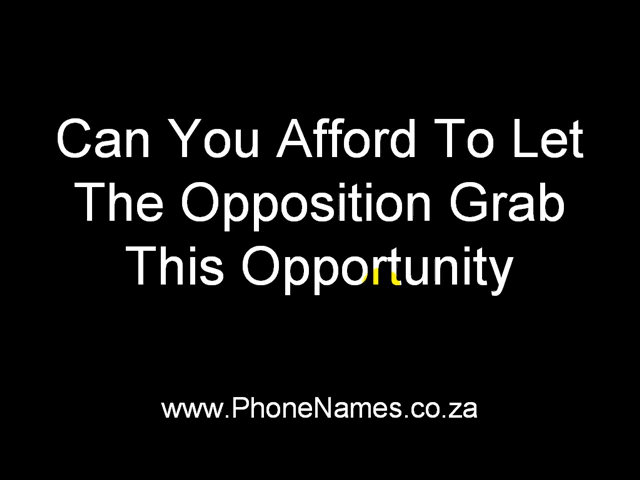 Can You Afford To Let
The Opposition Grab
This Opportunity
www.PhoneNames.co.za